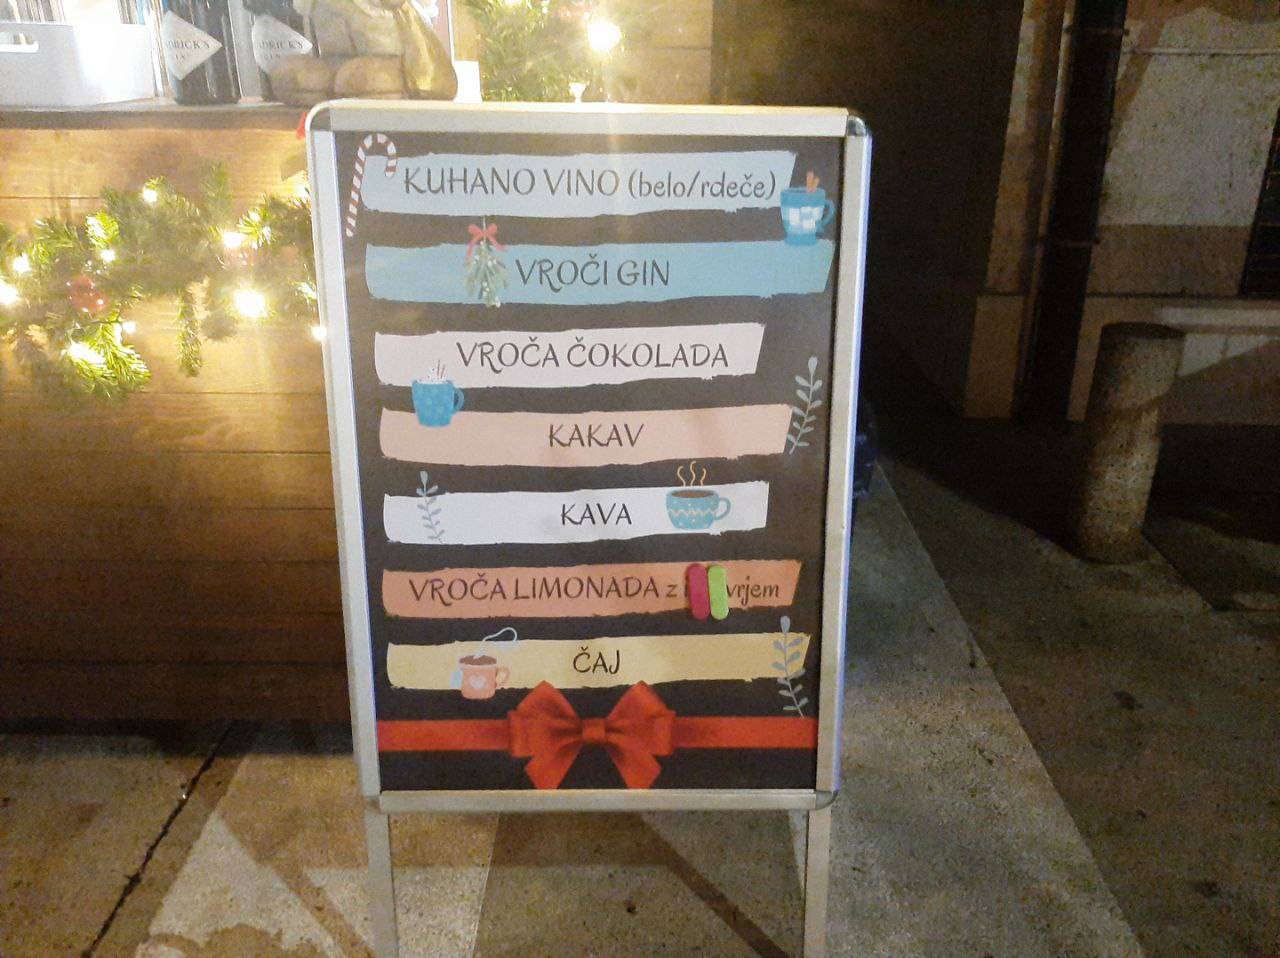 KUHANO VINO (belo/rdeče)
VROČI GIN
VROČA ČOKOLADA
KAKAV
KAVA
VROČA LIMONADA z
ČAJ